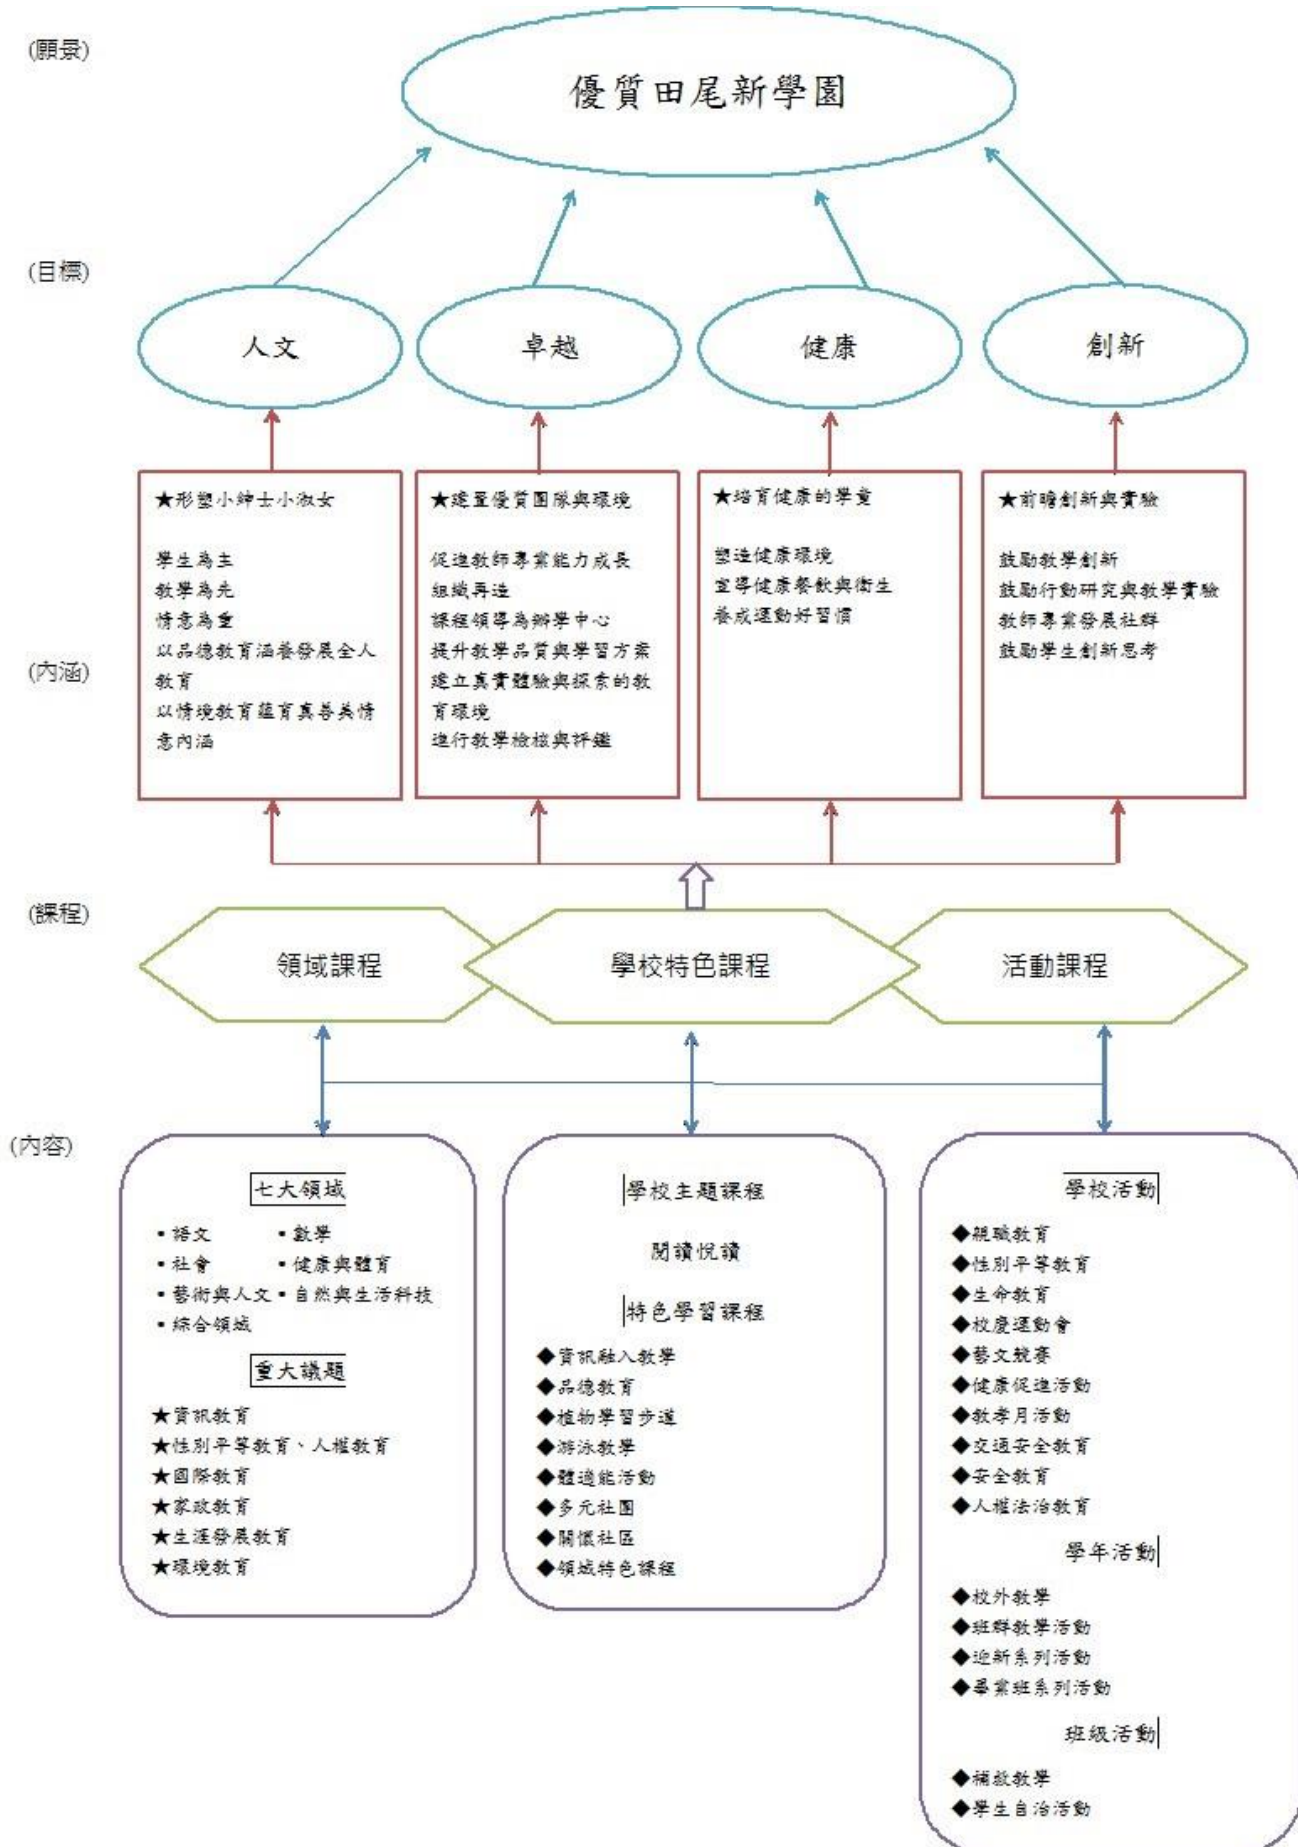 (願景)
優質田尾新學園
(目標)
人文
卓越
健康
創新
(內涵)
★形塑小紳士小淑女
學生為主
教學為先
情意為重
以品德教育涵養發展全人
教育
以情境教育蘊育真善美情
意內涵
★建置優質團隊與環境
促進教師專業能力成長
組織再造
課程領導為辦學中心
提升教學品質與學習方案
建立真實體驗與探索的教
育環境
進行教學檢核與評鑑
★培育健康的學童
塑造健康環境
宣導健康餐飲與衛生
養成運動好習慣
★前瞻創新與實驗
鼓勵教學創新
鼓勵行動研究與教學實驗
教師專業發展社群
鼓勵學生創新思考
(課程)
領域課程
學校特色課程
活動課程
(內容)
七大領域
▪語文 ▪數學
▪社會 ▪健康與體育
▪藝術與人文 ▪自然與生活科技
▪綜合領域
重大議題
★資訊教育
★性別平等教育、人權教育
★國際教育
★家政教育
★生涯發展教育
★環境教育
學校主題課程
閱讀悅讀
特色學習課程
◆資訊融入教學
◆品德教育
◆植物學習步道
◆游泳教學
◆體適能活動
◆多元社團
◆關懷社區
◆領域特色課程
學校活動
◆親職教育
◆性別平等教育
◆生命教育
◆校慶運動會
◆藝文競賽
◆健康促進活動
◆敬孝月活動
◆交通安全教育
◆安全教育
◆人權法治教育
學年活動
◆校外教學
◆班群教學活動
◆迎新系列活動
◆畢業班系列活動
班級活動
◆補救教學
◆學生自治活動